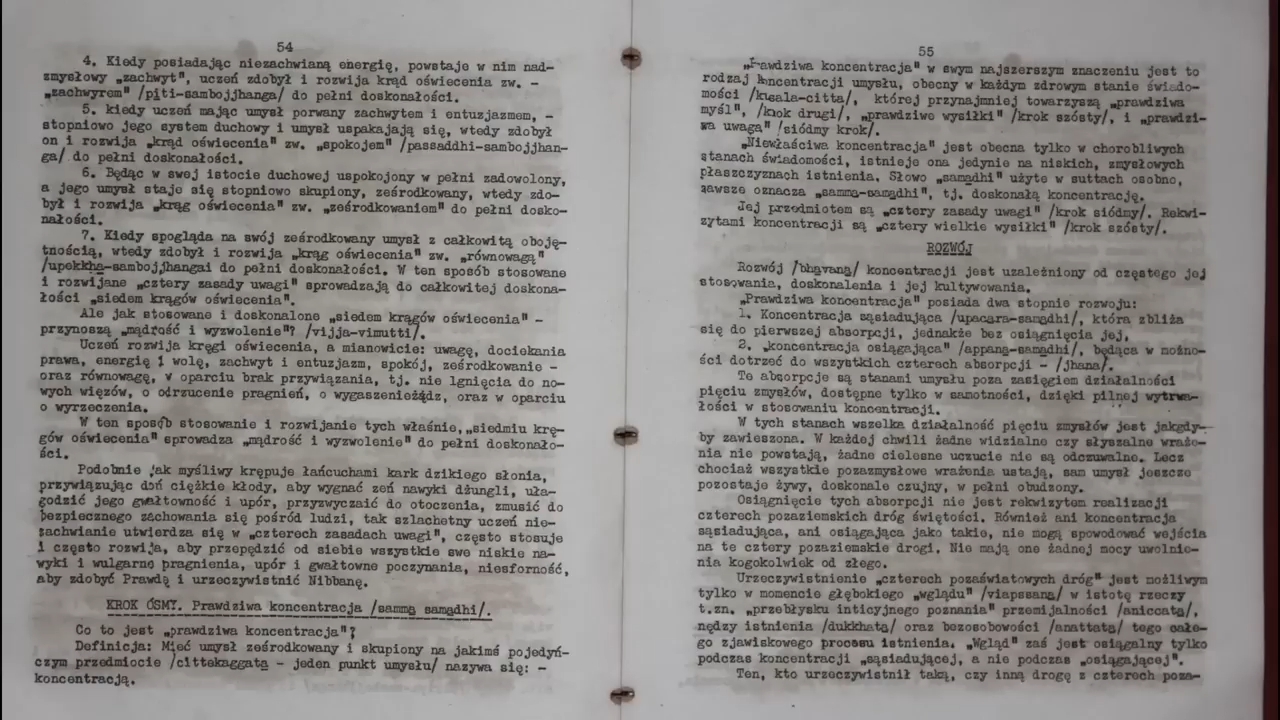 54
4. Kiedy posiadając niezachwianą energię, powstaje w nim nad-
zmysłowy „zachwyt", uczeń zdobył i rozwija krąd oświecenia zw. -
„zachwyrem" /piti-sambojjhanga/ do pełni doskonałości.
5. kiedy uczeń mając umysł porwany zachwytem i entuzjazmem, -
stopniowo jego system duchowy i umysł uspakajają się, wtedy zdobył
on i rozwija „krąd oświecenia" zw. „spokojem" /passaddhi-sambojjhan-
ga/ do pełni doskonałości.
6. Będąc w swej istocie duchowej uspokojony w pełni zadowolony,
a jego umysł staje się stopniowo skupiony, ześrodkowany, wtedy zdo-
był i rozwija „krąg oświecenia" zw. „ześrodkowaniem" do pełni dosko-
nałości.
7. Kiedy spogląda na swój ześrodkowany umysł z całkowitą oboję-
tnością, wtedy zdobył i rozwija „krąg oświecenia" zw. „równowagą"
/upekkha-sambojjhangai do pełni doskonałości. W ten sposób stosowane
i rozwijane „cztery zasady uwagi" sprowadzają do całkowitej doskona-
łości „siedem krągów oświecenia".
Ale jak stosowane i doskonalone „siedem krągów oświecenia" -
przynoszą „mądrość i wyzwolenie"? /vijja-vimutti/.
Uczeń rozwija kręgi oświecenia, a mianowicie: uwagę, dociekania
prawa, energię i wolę, zachwyt i entuzjazm, spokój, ześrodkowanie -
oraz równowagę, w oparciu brak przywiązania, tj. nie lgnięcia do no-
wych więzów, o odrzucenie pragnień, o wygaszenieżądz, oraz w oparciu
o wyrzeczenia.
W ten sposób stosowanie i rozwijanie tych właśnie,„siedmiu krę-
gów oświecenia" sprowadza „mądrość i wyzwolenie" do pełni doskonało-
ści.
Podobnie jak myśliwy krępuje łańcuchami kark dzikiego słonia,
przywiązując doń ciężkie kłody, aby wygnać zeń nawyki dżungli, uła-
godzić jego gwałtowność i upór, przyzwyczaić do otoczenia, zmusić do
bezpiecznego zachowania się pośród ludzi, tak szlachetny uczeń nie-
zachwianie utwierdza się w „czterech zasadach uwagi", często stosuje
i często rozwija, aby przepędzić od siebie wszystkie swe niskie na-
wyki i wulgarne pragnienia, upór i gwałtowne poczynania, niesforność,
aby zdobyć Prawdę i urzeczywistnić Nibbanę.
KROK ÓSMY. Prawdziwa koncentracja /samma samądhi/.
Co to jest „prawdziwa koncentracja"?
Definicja: Mieć umysł ześrodkowany i skupiony na jakimś pojedyń-
czym przedmiocie /cittekaggata - jeden punkt umysłu/ nazywa się: -
koncentracją.
55
„Prawdziwa koncentracja" w swym najszerszym znaczeniu jest to
rodzaj koncentracji umysłu, obecny w każdym zdrowym stanie świado-
mości /kusala-citta/, której przynajmniej towarzyszą „prawdziwa
myśl", /krok drugi/, „prawdziwe wysiłki" /krok szósty/, i „prawdzi-
wa uwaga" /siódmy krok/.
„Niewłaściwa koncentracja" jest obecna tylko w chorobliwych
stanach świadomości, istnieje ona jedynie na niskich, zmysłowych
płaszczyznach istnienia. Słowo „samądhi" użyte w suttach osobno,
zawsze oznacza „samma-samądhi", tj. doskonałą koncentrację.
Jej przedmiotem są „cztery zasady uwagi" /krok siódmy/. Rekwi-
zytami koncentracji są „cztery wielkie wysiłki" /krok szósty/.
ROZWÓJ
Rozwój /bhąvaną/ koncentracji jest uzależniony od częstego jej
stosowania, doskonalenia i jej kultywowania.
„Prawdziwa koncentracja" posiada dwa stopnie rozwoju:
1. Koncentracja sąsiadująca /upacara-samądhi/, która zbliża
się do pierwszej absorpcji, jednakże bez osiągnięcia jej,
2. „koncentracja osiągająca" /appaną-samądhi/, będąca w możno-
ści dotrzeć do wszystkich czterech absorpcji - /jhana/.
Te absorpcje są stanami umysłu poza zasięgiem działalności
pięciu zmysłów, dostępne tylko w samotności, dzięki pilnej wytrwa-
łości w stosowaniu koncentracji.
W tych stanach wszelka działalność pięciu zmysłów jest jakgdy-
by zawieszona. W każdej chwili żadne widzialne czy słyszalne wraże-
nia nie powstają, żadne cielesne uczucie nie są odczuwalne. Lecz
chociaż wszystkie pozazmysłowe wrażenia ustają, sam umysł jeszcze
pozostaje żywy, doskonale czujny, w pełni obudzony.
Osiągnięcie tych absorpcji nie jest rekwizytem realizacji
czterech pozaziemskich dróg świętości. Również ani koncentracja
sąsiadująca, ani osiągająca jako takie, nie mogą spowodować wejścia
na te cztery pozaziemskie drogi. Nie mają one żadnej mocy uwolnie-
nia kogokolwiek od złego.
Urzeczywistnienie „czterech pozaświatowych dróg" jest możliwym
tylko w momencie głębokiego „wglądu" /viapssaną/ w istotę rzeczy
t.zn. „przebłysku inticyjnego poznania" przemijalności /aniccatą/,
nędzy istnienia /dukkhatą/ oraz bezosobowości /anattatą/ tego całe-
go zjawiskowego procesu istnienia. „Wgląd" zaś jest osiągalny tylko
podczas koncentracji „sąsiadującej, a nie podczas „osiągającej".
Ten, kto urzeczywistnił taką, czy inną drogę z czterech poza-